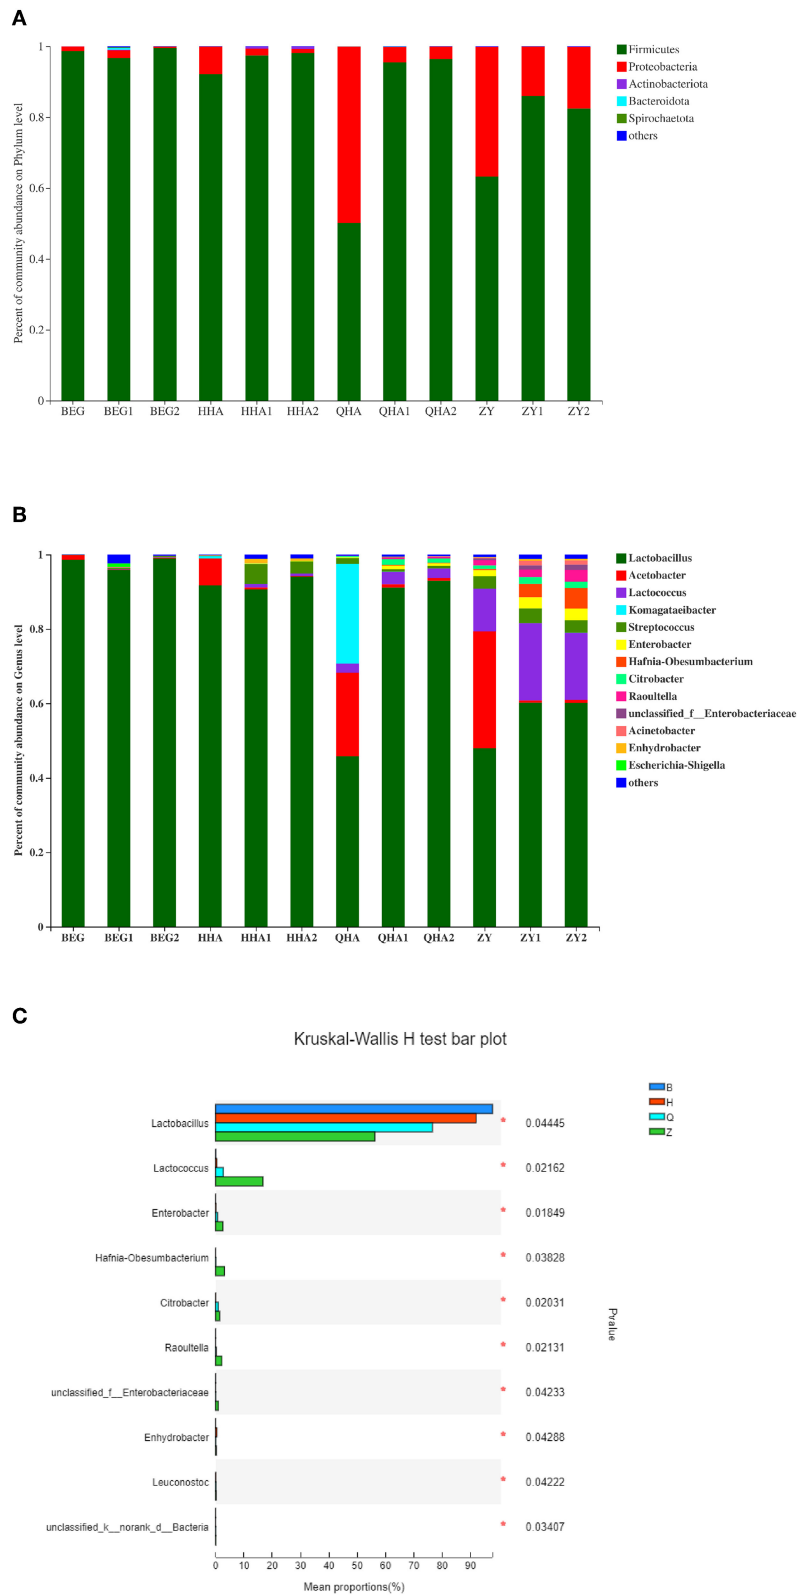 A
Percent of community abundance on Phylum level
1
0.8
0.6
0.4
0.2
0
BEG BEG1 BEG2 HHA HHA1 HHA2 QHA QHA1 QHA2 ZY ZY1 ZY2
Firmicutes
Proteobacteria
Actinobacteriota
Bacteroidota
Spirochaetota
others
B
Percent of community abundance on Genus level
1
0.8
0.6
0.4
0.2
0
BEG BEG1 BEG2 HHA HHA1 HHA2 QHA QHA1 QHA2 ZY ZY1 ZY2
Lactobacillus
Acetobacter
Lactococcus
Komagataeibacter
Streptococcus
Enterobacter
Hafnia-Obesumbacterium
Citrobacter
Raoultella
unclassified_f__Enterobacteriaceae
Acinetobacter
Enhydrobacter
Escherichia-Shigella
others
C
Kruskal-Wallis H test bar plot
B
H
Q
Z
Lactobacillus * 0.04445
Lactococcus * 0.02162
Enterobacter * 0.01849
Hafnia-Obesumbacterium * 0.03828
Citrobacter * 0.02031
Raoultella * 0.02131
unclassified_f__Enterobacteriaceae * 0.04233
Enhydrobacter * 0.04288
Leuconostoc * 0.04222
unclassified_k__norank_d__Bacteria * 0.03407
0 10 20 30 40 50 60 70 80 90
Mean proportions(%)